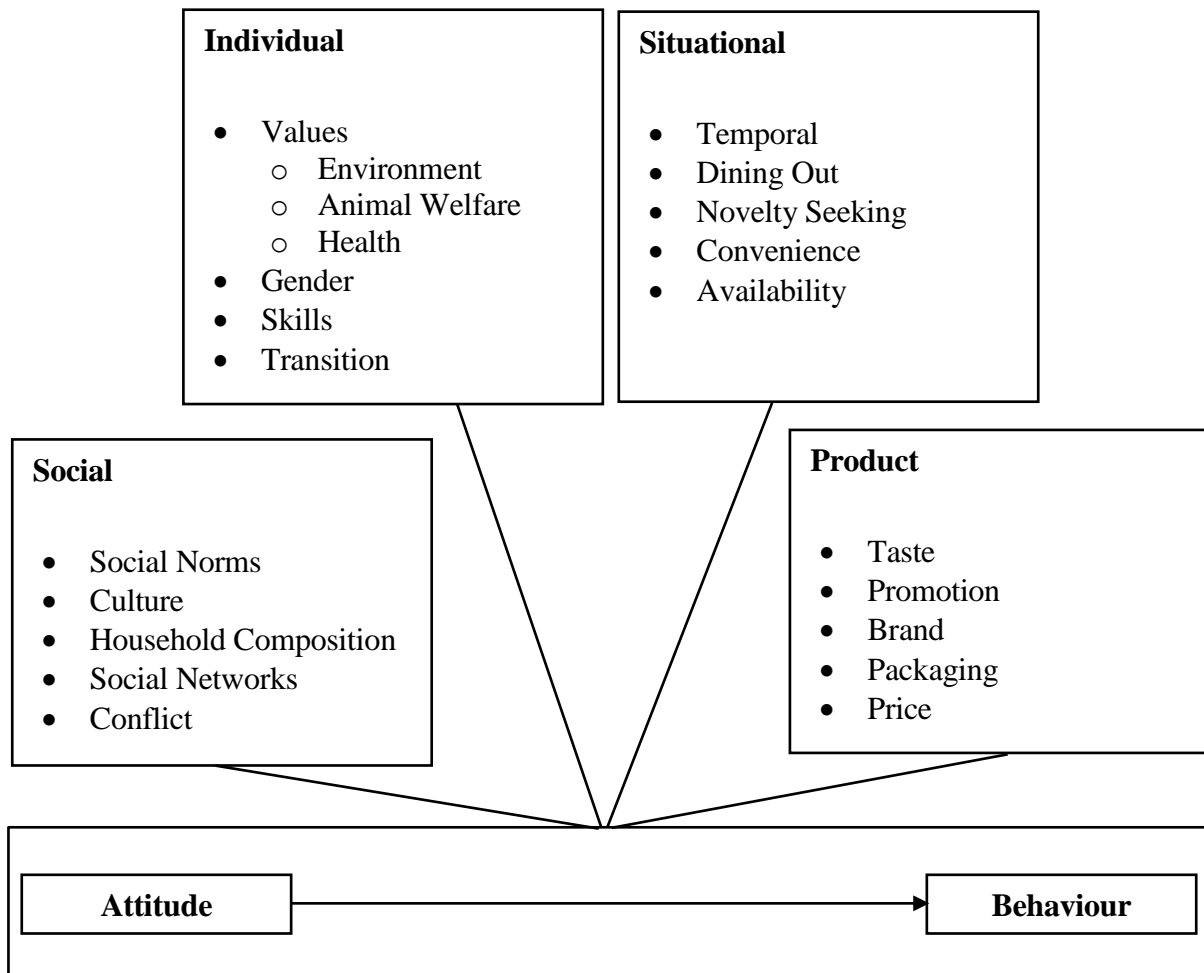 Individual
• Values
o Environment
o Animal Welfare
o Health
• Gender
• Skills
• Transition
Situational
• Temporal
• Dining Out
• Novelty Seeking
• Convenience
• Availability
Social
• Social Norms
• Culture
• Household Composition
• Social Networks
• Conflict
Product
• Taste
• Promotion
• Brand
• Packaging
• Price
Attitude
Behaviour